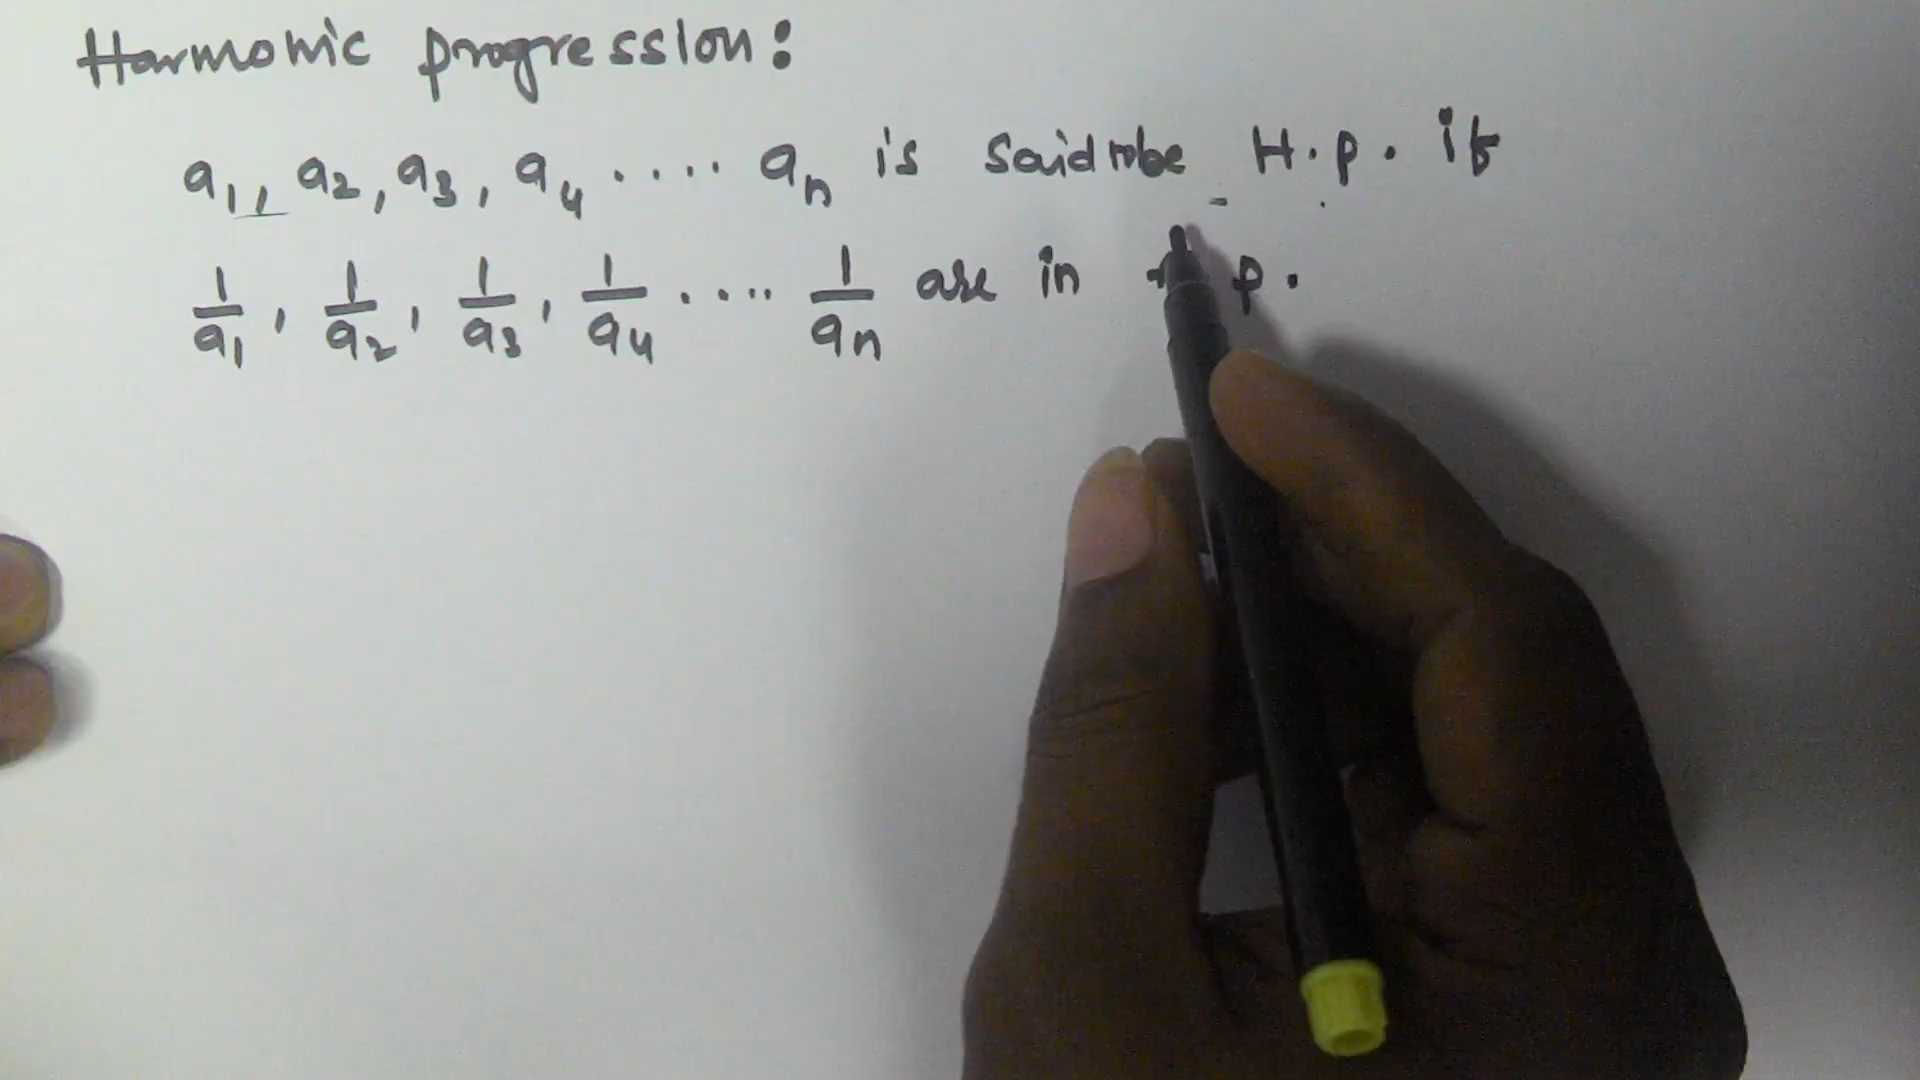 Harmonic progression:
a₁, a₂, a₃, a₄ .... aₙ is said to be H.p. if
1/a₁, 1/a₂, 1/a₃, 1/a₄ .... 1/aₙ are in p.